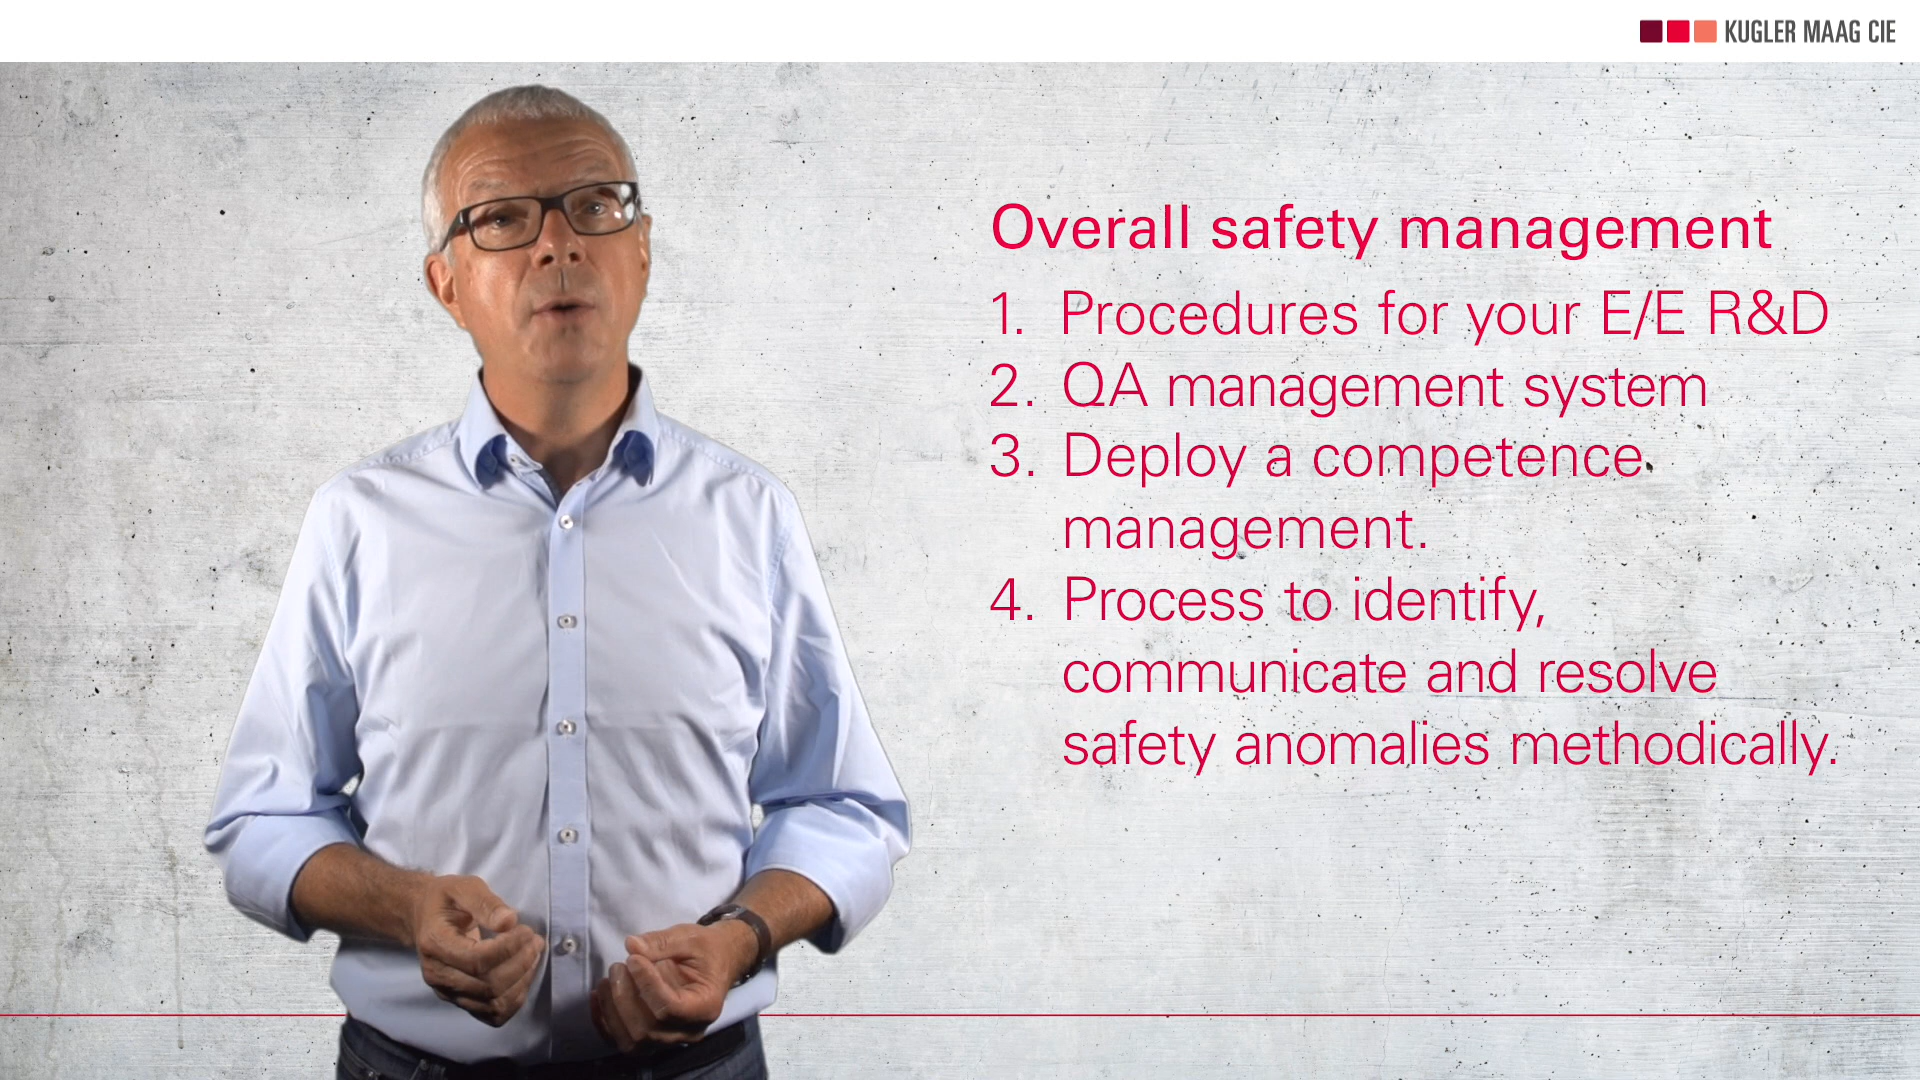 KUGLER MAAG CIE
Overall safety management
1. Procedures for your E/E R&D
2. QA management system
3. Deploy a competence
management.
4. Process to identify,
communicate and resolve
safety anomalies methodically.